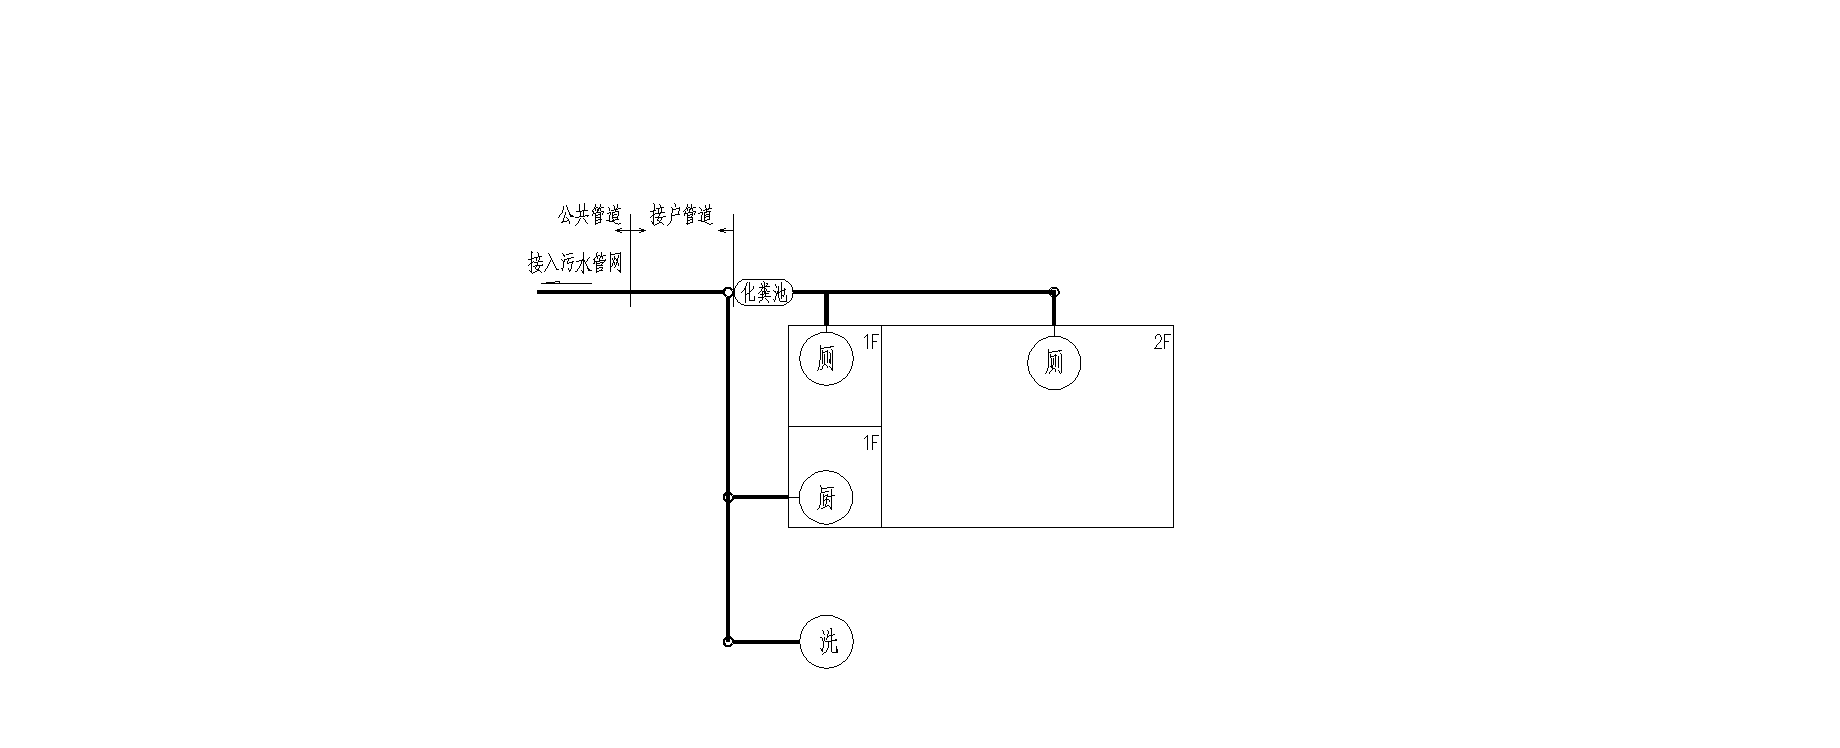 公共管道 接户管道
接入污水管网
化粪池
厕 1F
厕 2F
1F
厨
洗